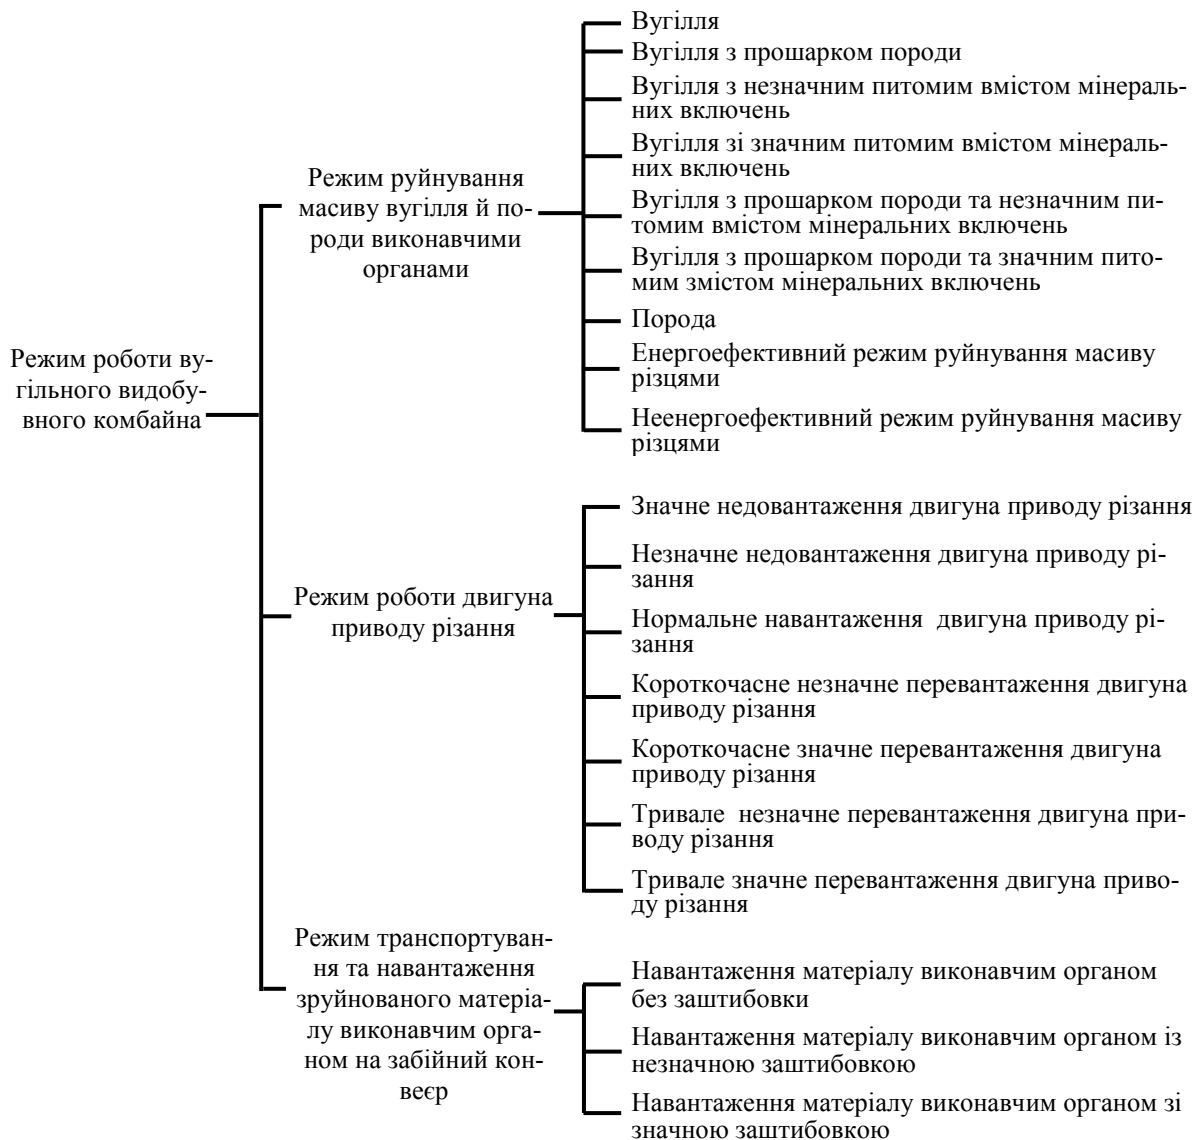 Вугілля
Вугілля з прошарком породи
Вугілля з незначним питомим вмістом мінераль-
них включень
Вугілля зі значним питомим вмістом мінераль-
них включень
Вугілля з прошарком породи та незначним пи-
томим вмістом мінеральних включень
Вугілля з прошарком породи та значним пито-
мим змістом мінеральних включень
Порода
Енергоефективний режим руйнування масиву
різцями
Неенергоефективний режим руйнування масиву
різцями
Режим руйнування
масиву вугілля й по-
роди виконавчими
органами
Режим роботи ву-
гільного видобу-
вного комбайна
Значне недовантаження двигуна приводу різання
Незначне недовантаження двигуна приводу рі-
зання
Нормальне навантаження  двигуна приводу рі-
зання
Короткочасне незначне перевантаження двигуна
приводу різання
Короткочасне значне перевантаження двигуна
приводу різання
Тривале  незначне перевантаження двигуна при-
воду різання
Тривале значне перевантаження двигуна приво-
ду різання
Режим роботи двигуна
приводу різання
Режим транспортуван-
ня та навантаження
зруйнованого матеріа-
лу виконавчим орга-
ном на забійний кон-
веєр
Навантаження матеріалу виконавчим органом
без заштибовки
Навантаження матеріалу виконавчим органом із
незначною заштибовкою
Навантаження матеріалу виконавчим органом зі
значною заштибовкою